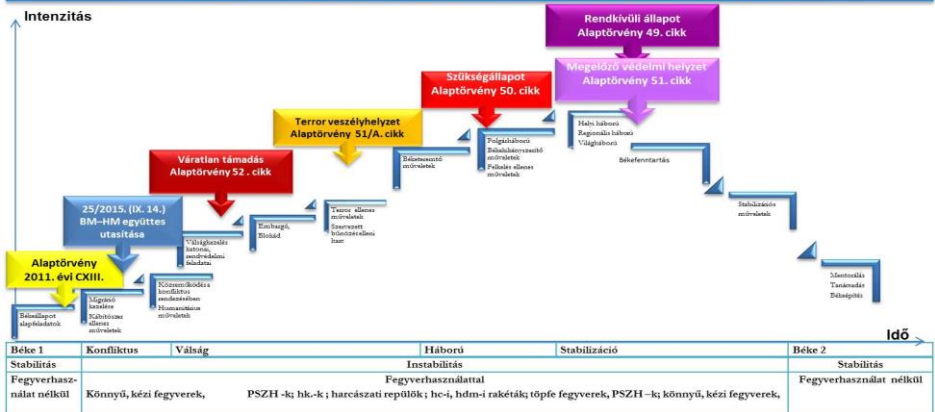 Intenzitás
Rendkívüli állapot
Alaptörvény 49. cikk
Megelőző védelmi helyzet
Alaptörvény 51. cikk
Szükségállapot
Alaptörvény 50. cikk
Terror veszélyhelyzet
Alaptörvény 51/A. cikk
Váratlan támadás
Alaptörvény 52 . cikk
25/2015. (IX. 14.)
BM–HM együttes
utasítása
Alaptörvény
2011. évi CXIII.
Békeállapot
alapfeladatok
Migráció
kezelése
Kábítószer
ellenes
műveletek
Közreműködés a
konfliktus
rendezésében
Humanitárius
műveletek
Válságkezelés
katonai,
rendvédelmi
feladatai
Embargó,
Blokád
Terror ellenes
műveletek
Szervezett
bűnözés elleni
harc
Béketeremtő
műveletek
Polgárháború
Békekikényszerítő
műveletek
Felkelés ellenes
műveletek
Helyi háború
Regionális háború
Világháború
Békefenntartás
Stabilizációs
műveletek
Mentorálás
Tanácsadás
Békeépítés
Idő
Béke 1 Konfliktus Válság Háború Stabilizáció Béke 2
Stabilitás Instabilitás Stabilitás
Fegyverhasz- Fegyverhasználattal Fegyverhasználat nélkül
nálat nélkül Könnyű, kézi fegyverek, PSZH -k; hk.-k ; harcászati repülők ; hc-i, hdm-i rakéták; töpfe fegyverek, PSZH –k; könnyű, kézi fegyverek,